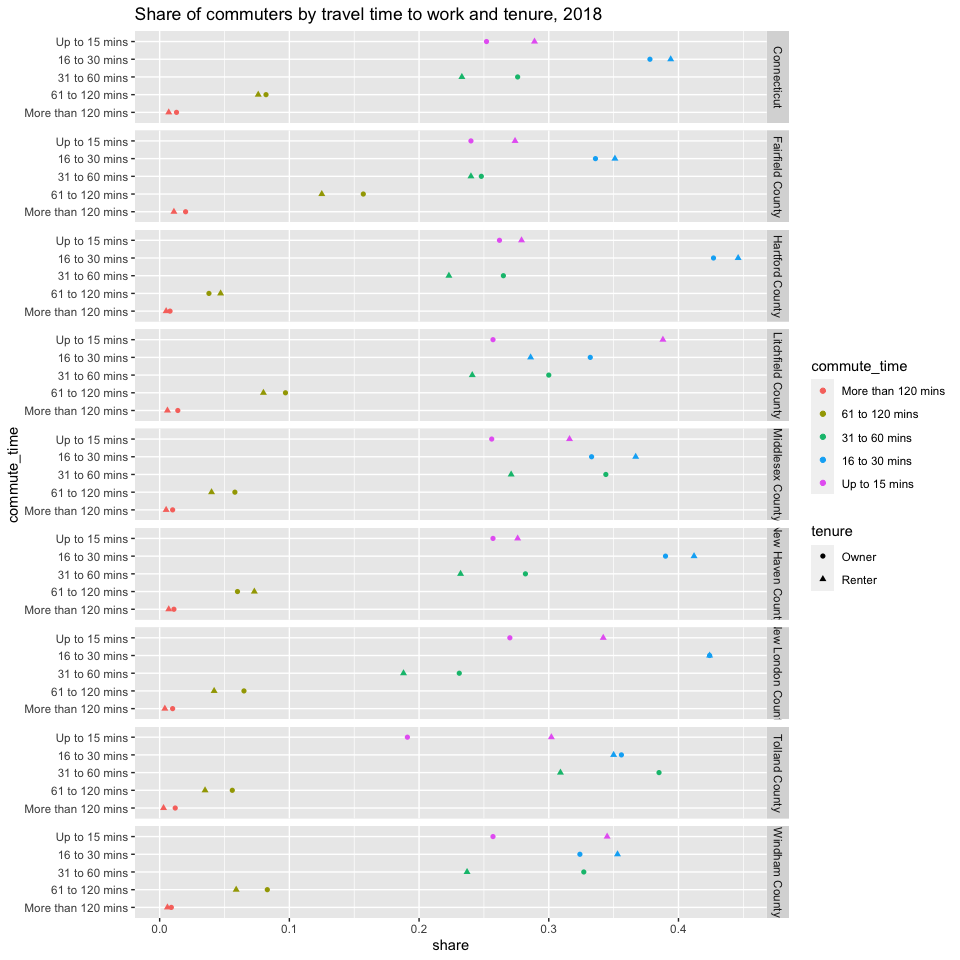 Share of commuters by travel time to work and tenure, 2018
Up to 15 mins
16 to 30 mins
31 to 60 mins
61 to 120 mins
More than 120 mins
Connecticut
Up to 15 mins
16 to 30 mins
31 to 60 mins
61 to 120 mins
More than 120 mins
Fairfield County
Up to 15 mins
16 to 30 mins
31 to 60 mins
61 to 120 mins
More than 120 mins
Hartford County
Up to 15 mins
16 to 30 mins
31 to 60 mins
61 to 120 mins
More than 120 mins
Litchfield County
Up to 15 mins
16 to 30 mins
31 to 60 mins
61 to 120 mins
More than 120 mins
Middlesex County
Up to 15 mins
16 to 30 mins
31 to 60 mins
61 to 120 mins
More than 120 mins
New Haven Count
Up to 15 mins
16 to 30 mins
31 to 60 mins
61 to 120 mins
More than 120 mins
ew London Count
Up to 15 mins
16 to 30 mins
31 to 60 mins
61 to 120 mins
More than 120 mins
Tolland County
Up to 15 mins
16 to 30 mins
31 to 60 mins
61 to 120 mins
More than 120 mins
Windham County
commute_time
0.0 0.1 0.2 0.3 0.4
share
commute_time
More than 120 mins
61 to 120 mins
31 to 60 mins
16 to 30 mins
Up to 15 mins
tenure
Owner
Renter